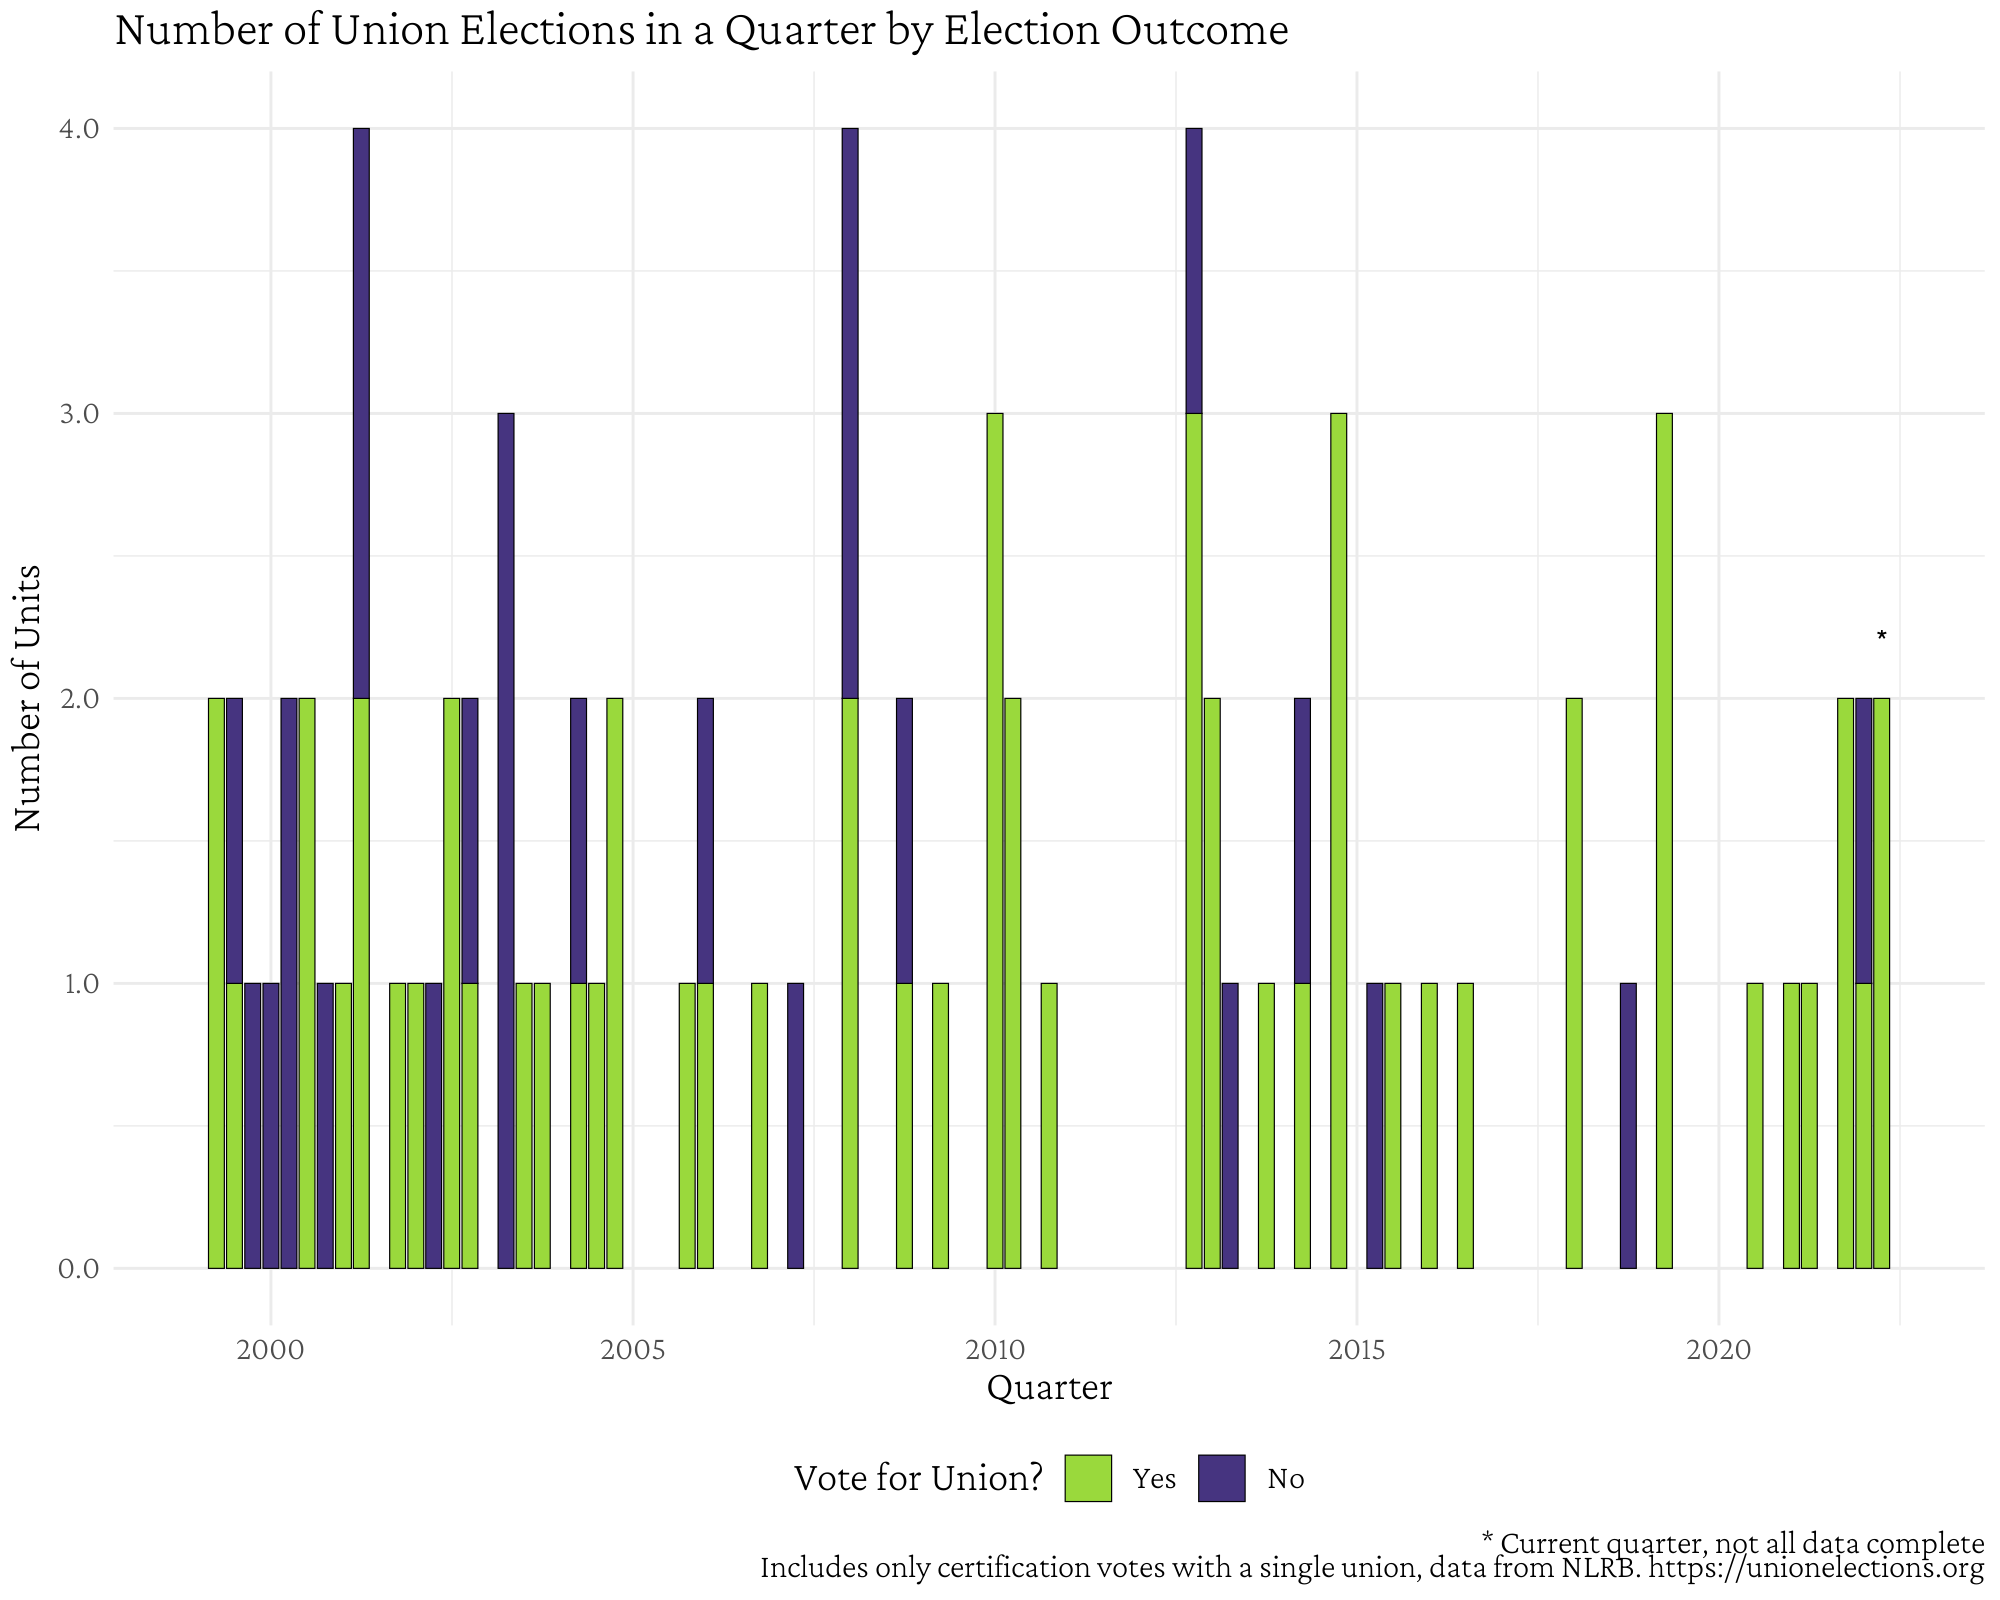 Number of Union Elections in a Quarter by Election Outcome
Number of Units
4.0
3.0
2.0
1.0
0.0
*
2000 2005 2010 2015 2020
Quarter
Vote for Union? Yes No
* Current quarter, not all data complete
Includes only certification votes with a single union, data from NLRB. https://unionelections.org